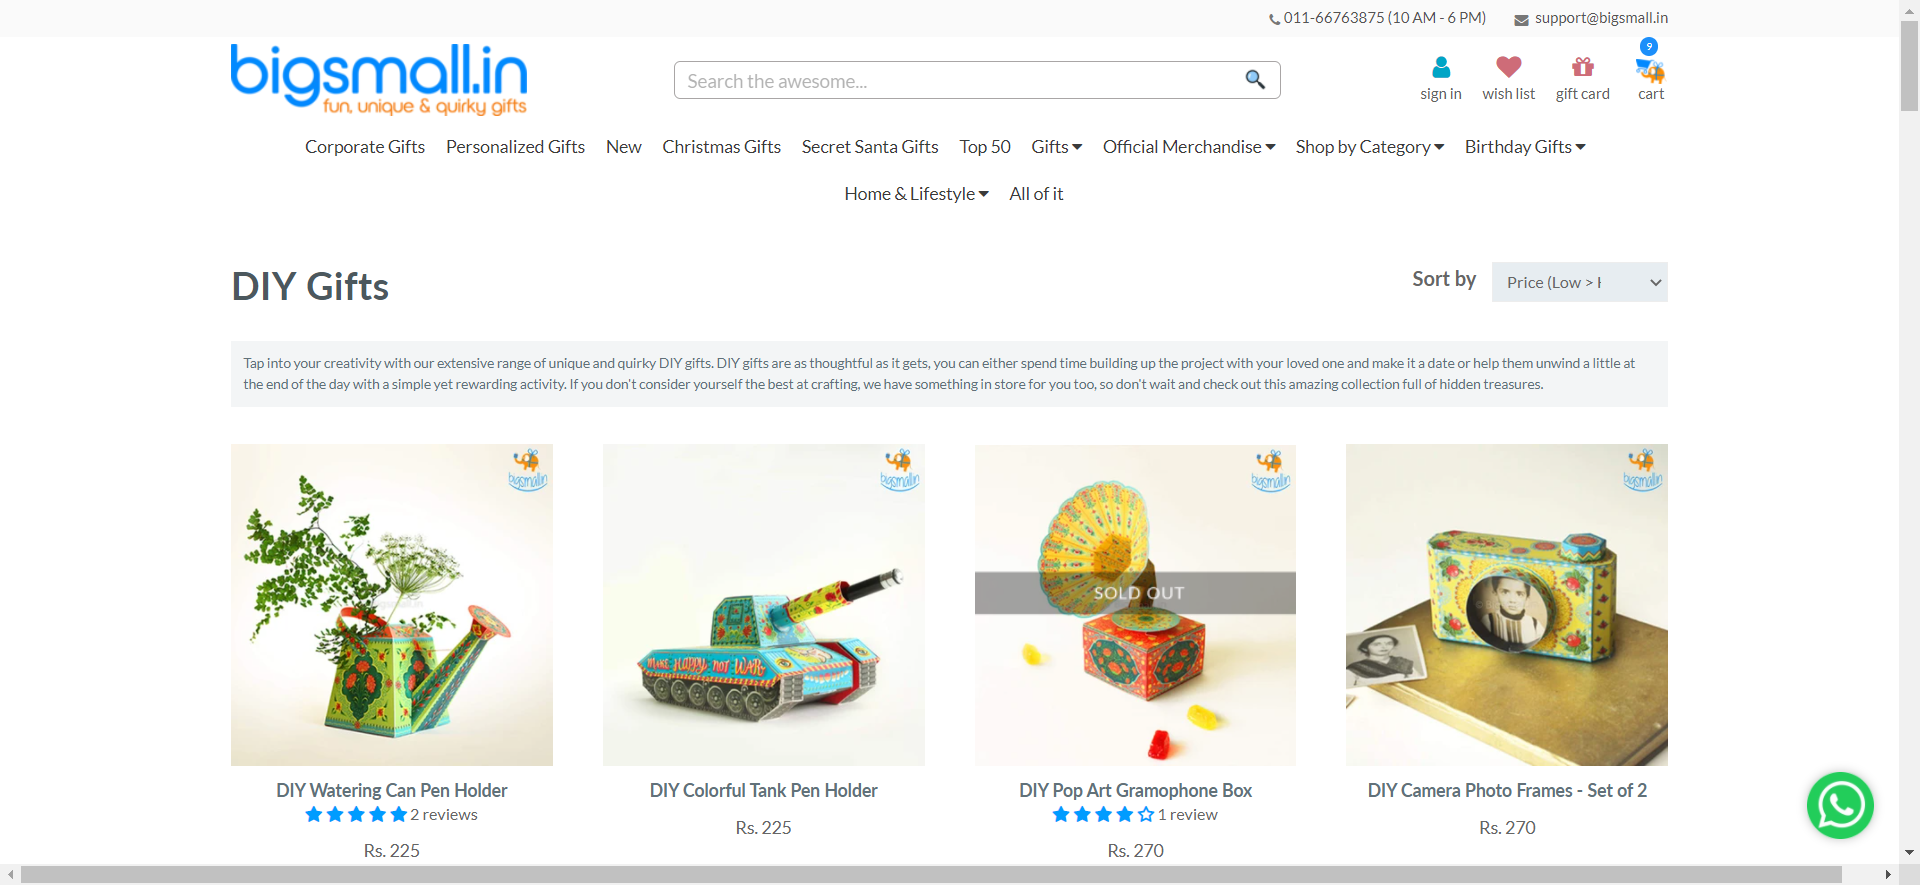 011-66763875 (10 AM - 6 PM) support@bigsmall.in
bigsmall.in
fun, unique & quirky gifts
Search the awesome...
9
sign in wish list gift card cart
Corporate Gifts Personalized Gifts New Christmas Gifts Secret Santa Gifts Top 50 Gifts Official Merchandise Shop by Category Birthday Gifts
Home & Lifestyle All of it
DIY Gifts
Sort by Price (Low > H
Tap into your creativity with our extensive range of unique and quirky DIY gifts. DIY gifts are as thoughtful as it gets, you can either spend time building up the project with your loved one and make it a date or help them unwind a little at
the end of the day with a simple yet rewarding activity. If you don't consider yourself the best at crafting, we have something in store for you too, so don't wait and check out this amazing collection full of hidden treasures.
bigsmall.in bigsmall.in bigsmall.in bigsmall.in
SOLD OUT
MAKE HAPPY NOT WAR
DIY Watering Can Pen Holder
2 reviews
Rs. 225
DIY Colorful Tank Pen Holder
Rs. 225
DIY Pop Art Gramophone Box
1 review
Rs. 270
DIY Camera Photo Frames - Set of 2
Rs. 270